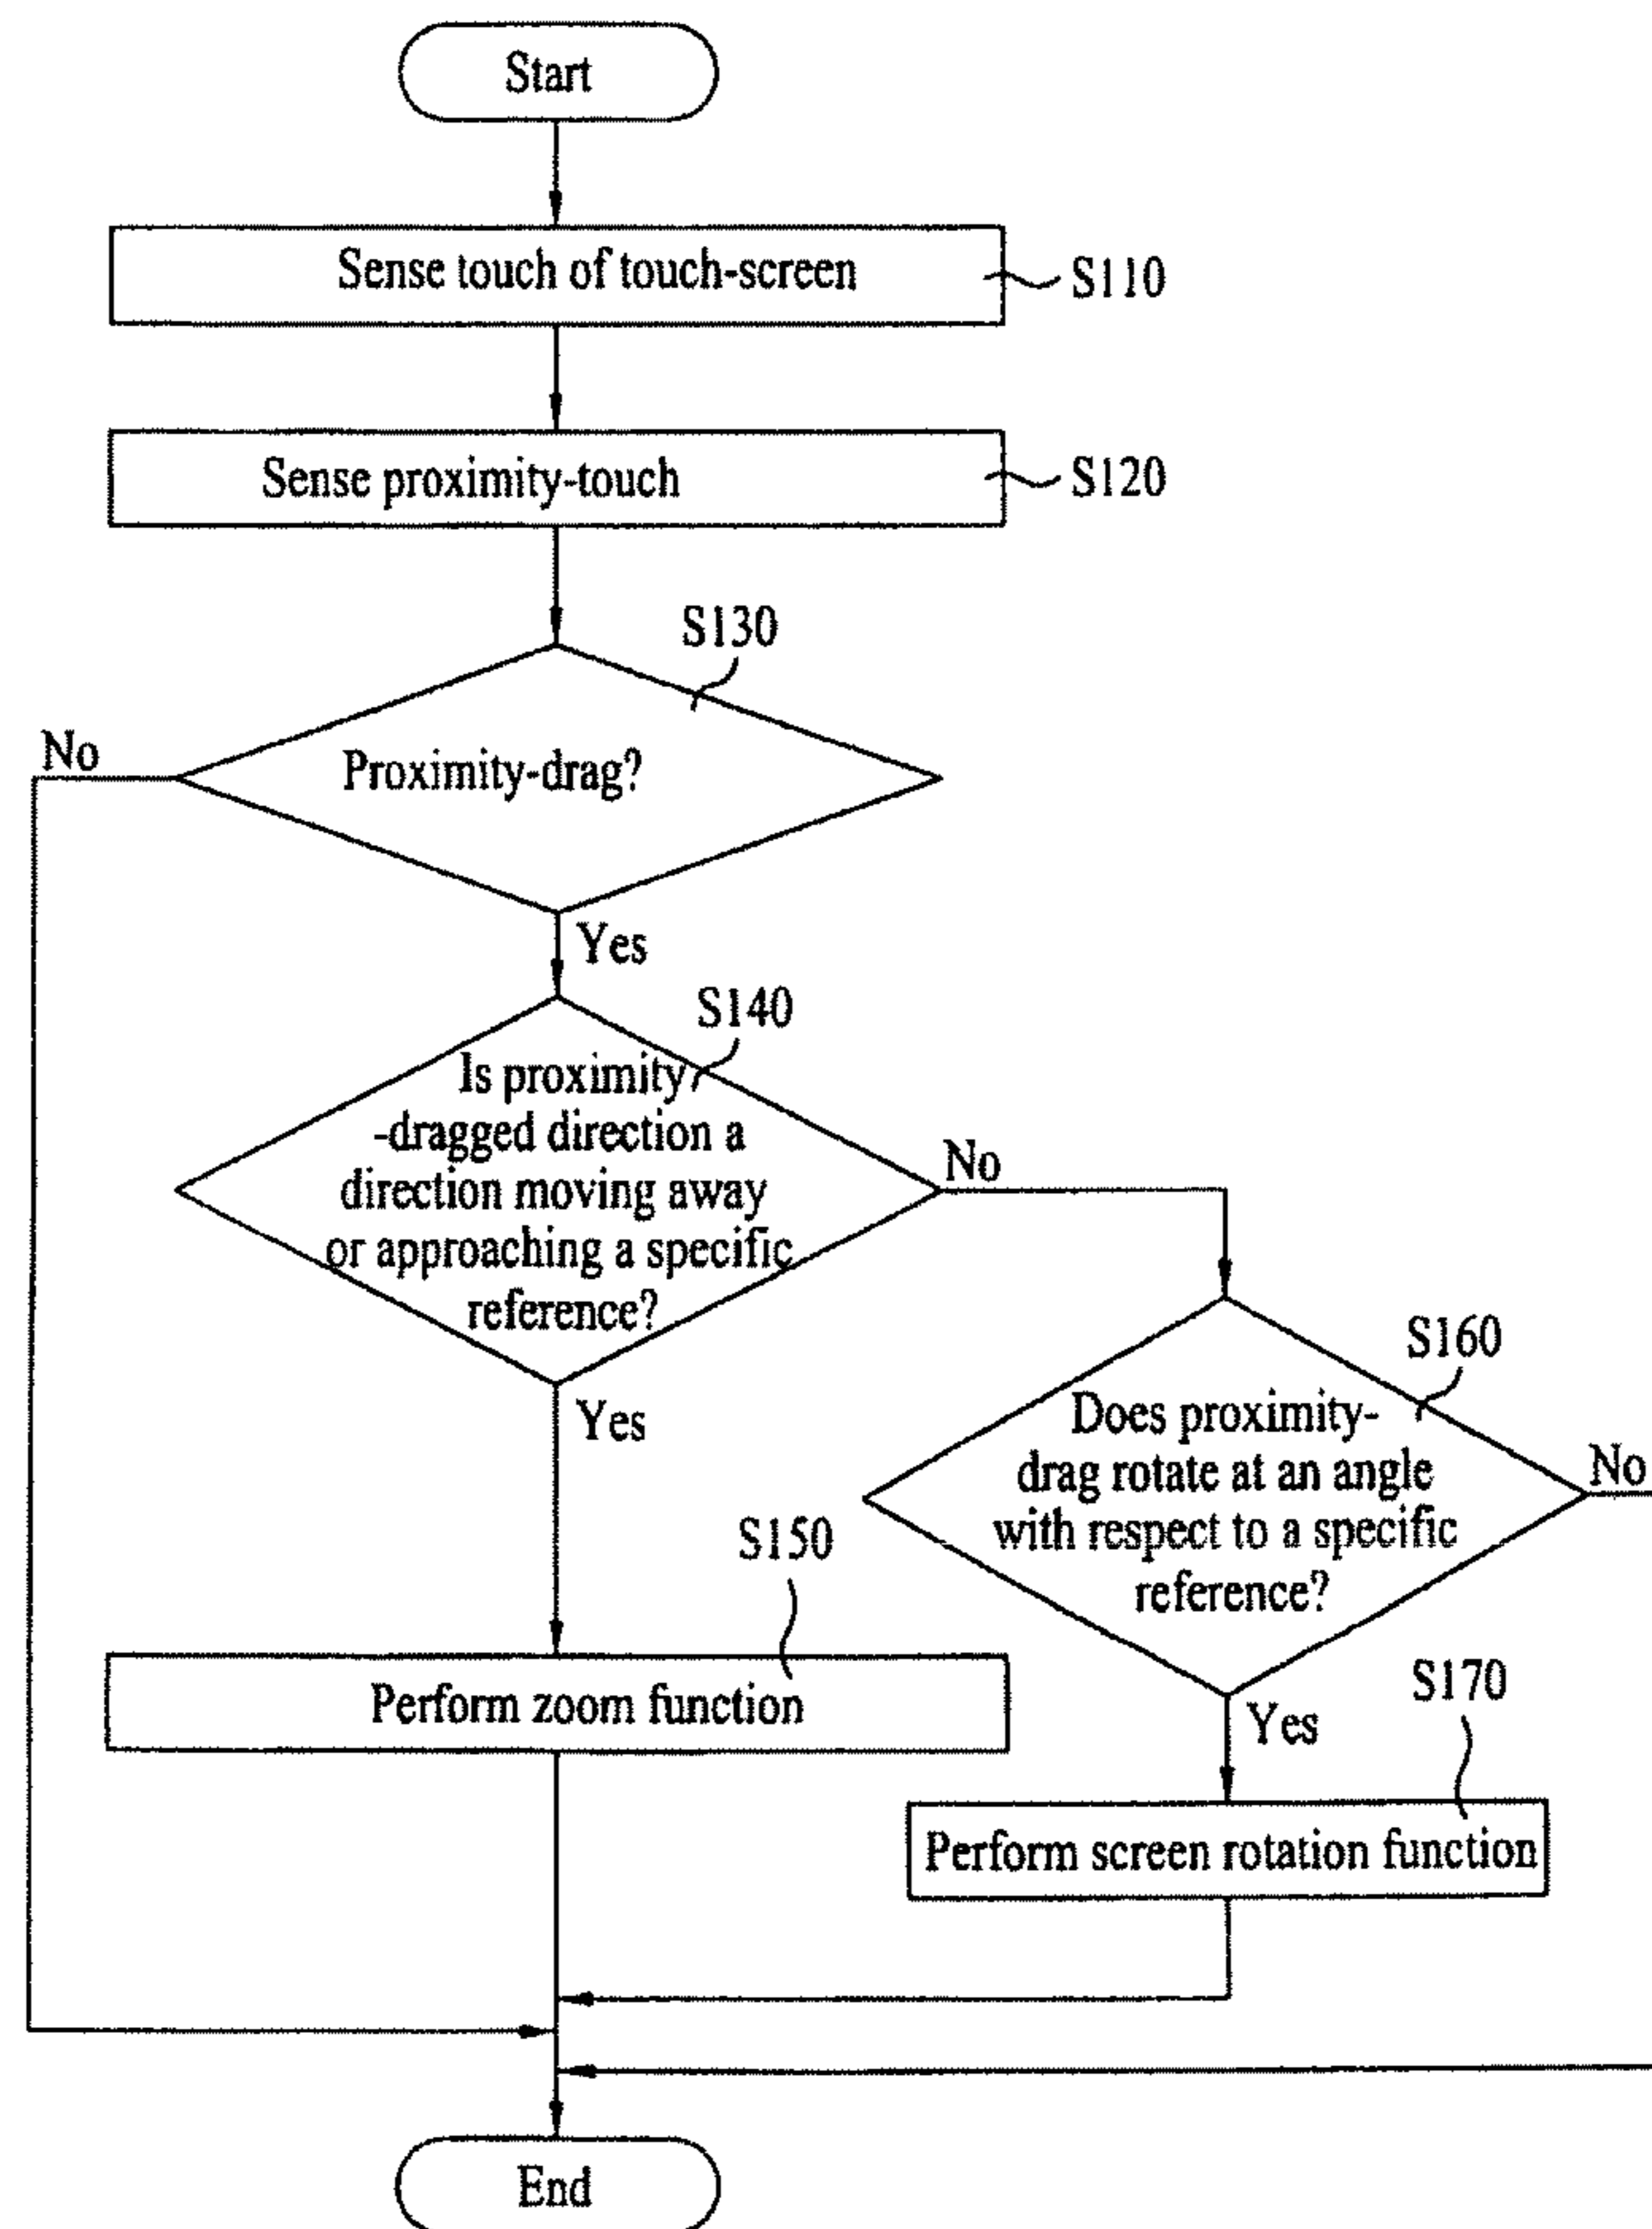 Start
Sense touch of touch-screen
S110
Sense proximity-touch
S120
S130
Proximity-drag?
No
Yes
S140
Is proximity
-dragged direction a
direction moving away
or approaching a specific
reference?
No
Yes
S160
Does proximity-
drag rotate at an angle
with respect to a specific
reference?
No
S150
Perform zoom function
Yes
S170
Perform screen rotation function
End